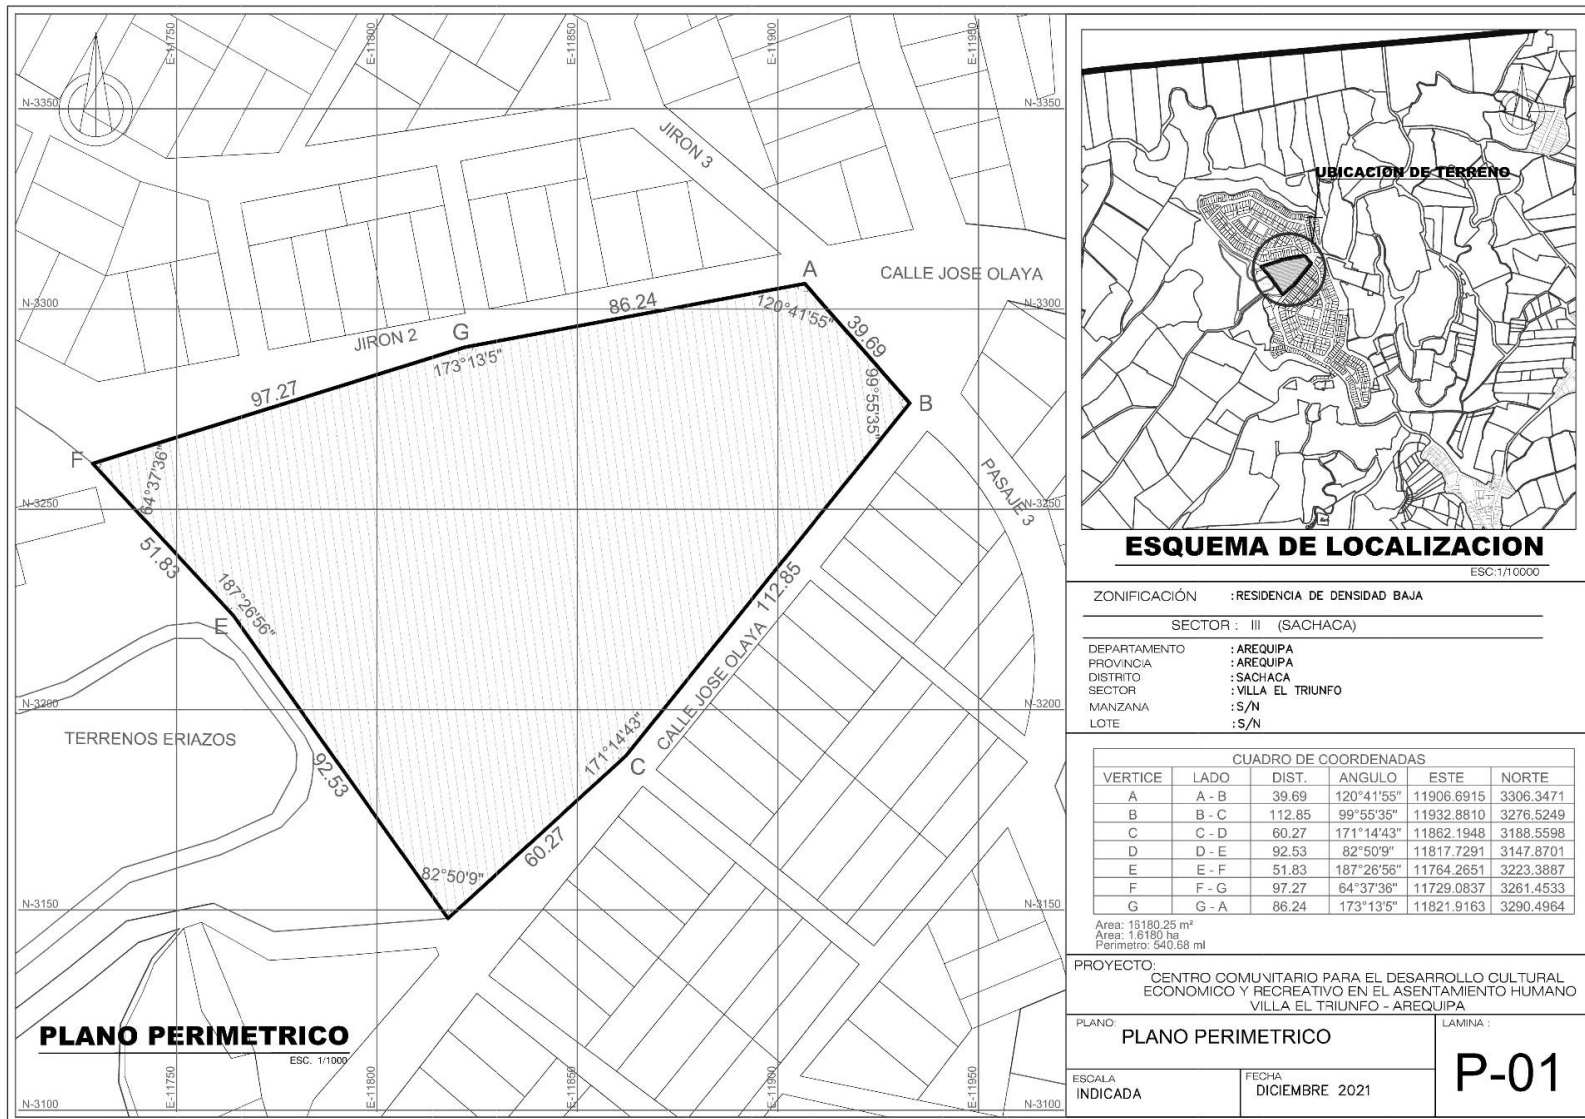 E-11750
E-11800
E-11850
E-11900
E-11950
N-3350
N-3350
JIRON 3
A
CALLE JOSE OLAYA
N-3300
N-3300
86.24
120°41'55"
39.69
JIRON 2
G
173°13'5"
97.27
99°55'35"
B
F
64°37'36"
PASAJE 3
N-3250
N-3250
51.83
187°26'56"
E
112.85
CALLE JOSE OLAYA
N-3200
N-3200
TERRENOS ERIAZOS
171°14'43"
C
92.53
60.27
82°50'9"
N-3150
N-3150
PLANO PERIMETRICO
ESC. 1/1000
E-11750
E-11800
E-11850
E-11900
E-11950
N-3100
N-3100
UBICACION DE TERRENO
ESQUEMA DE LOCALIZACION
ESC:1/10000
ZONIFICACIÓN : RESIDENCIA DE DENSIDAD BAJA
SECTOR : III (SACHACA)
DEPARTAMENTO : AREQUIPA
PROVINCIA : AREQUIPA
DISTRITO : SACHACA
SECTOR : VILLA EL TRIUNFO
MANZANA : S/N
LOTE : S/N
CUADRO DE COORDENADAS
VERTICE LADO DIST. ANGULO ESTE NORTE
A A - B 39.69 120°41'55" 11906.6915 3306.3471
B B - C 112.85 99°55'35" 11932.8810 3276.5249
C C - D 60.27 171°14'43" 11862.1948 3188.5598
D D - E 92.53 82°50'9" 11817.7291 3147.8701
E E - F 51.83 187°26'56" 11764.2651 3223.3887
F F - G 97.27 64°37'36" 11729.0837 3261.4533
G G - A 86.24 173°13'5" 11821.9163 3290.4964
Area: 16180.25 m²
Area: 1.6180 ha
Perimetro: 540.68 ml
PROYECTO:
CENTRO COMUNITARIO PARA EL DESARROLLO CULTURAL
ECONOMICO Y RECREATIVO EN EL ASENTAMIENTO HUMANO
VILLA EL TRIUNFO - AREQUIPA
PLANO:
PLANO PERIMETRICO
LAMINA :
P-01
ESCALA
INDICADA
FECHA
DICIEMBRE 2021